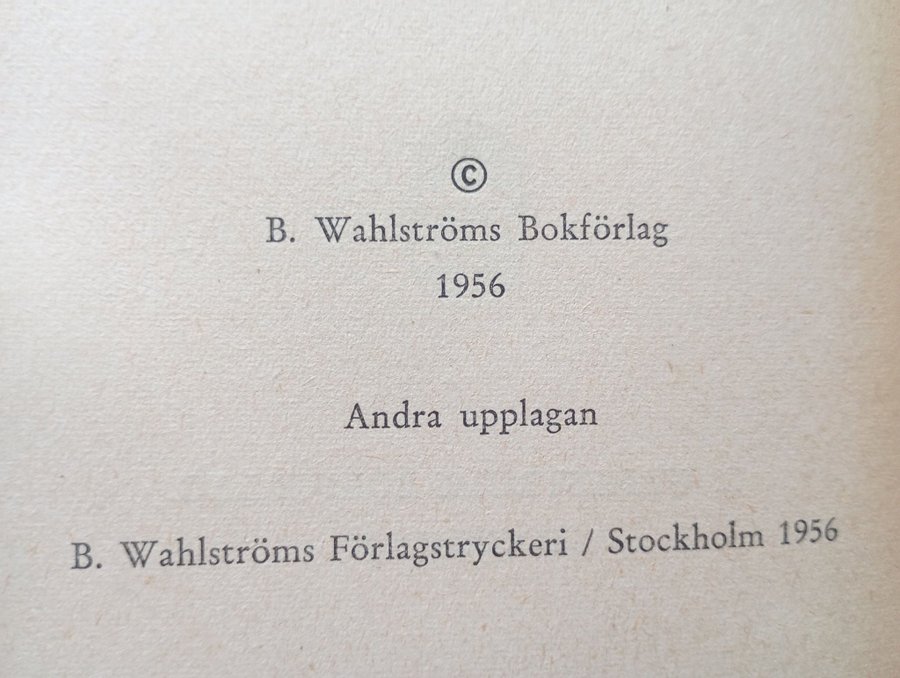 ©
B. Wahlströms Bokförlag
1956
Andra upplagan
B. Wahlströms Förlagstryckeri / Stockholm 1956